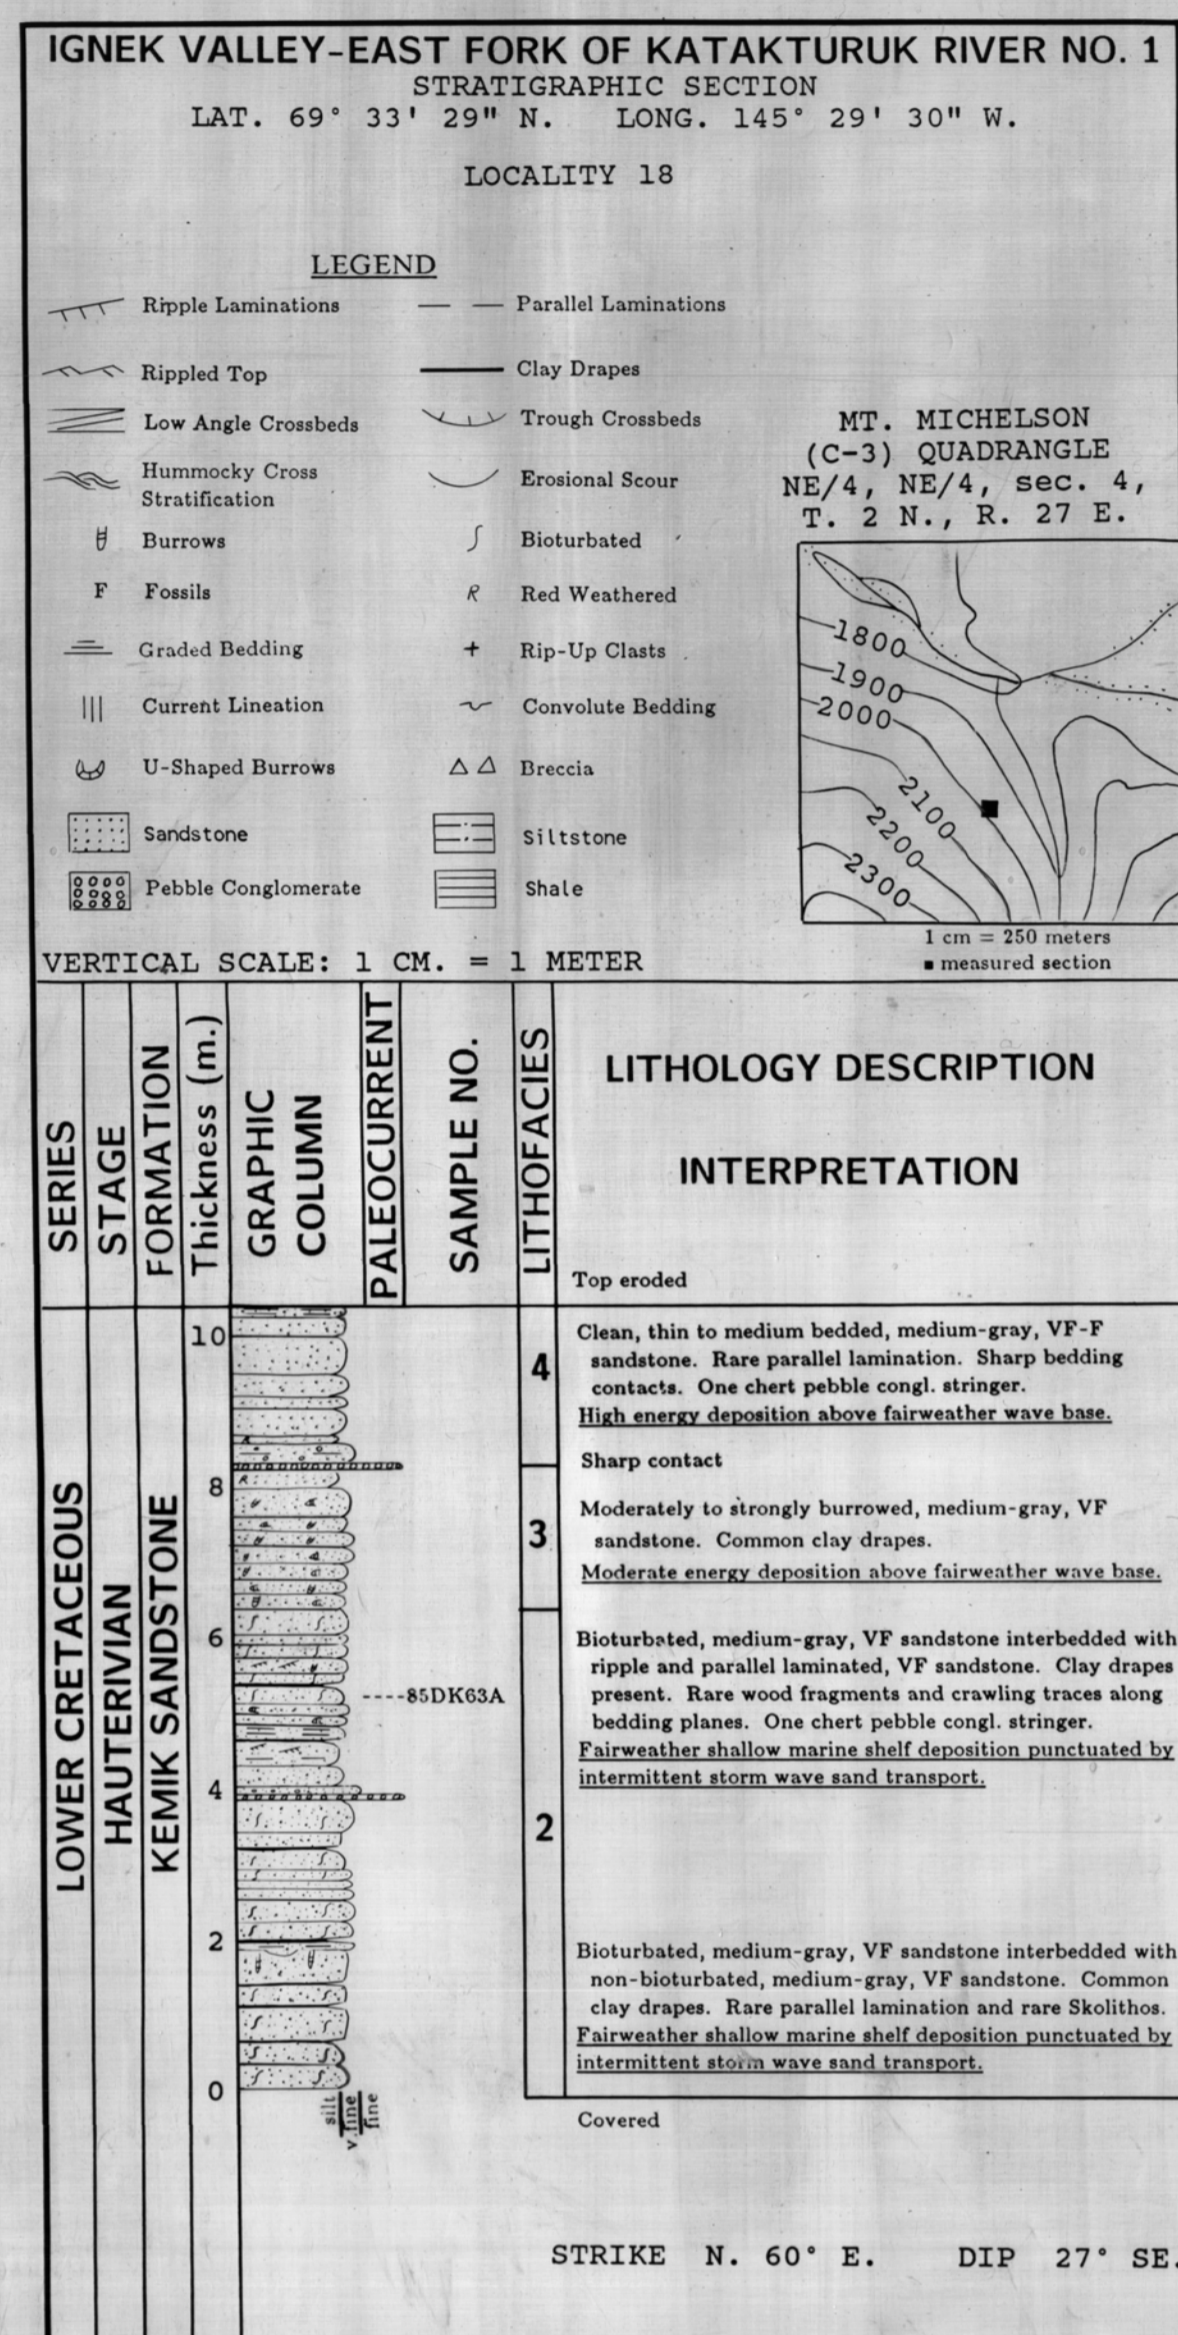 IGNEK VALLEY-EAST FORK OF KATAKTURUK RIVER NO. 1
STRATIGRAPHIC SECTION
LAT. 69° 33' 29" N. LONG. 145° 29' 30" W.
LOCALITY 18
LEGEND
Ripple Laminations
Parallel Laminations
Rippled Top
Clay Drapes
Low Angle Crossbeds
Trough Crossbeds
Hummocky Cross
Stratification
Erosional Scour
Burrows
Bioturbated
F Fossils
R Red Weathered
Graded Bedding
+ Rip-Up Clasts
Current Lineation
Convolute Bedding
U-Shaped Burrows
Breccia
Sandstone
Siltstone
Pebble Conglomerate
Shale
MT. MICHELSON
(C-3) QUADRANGLE
NE/4, NE/4, sec. 4,
T. 2 N., R. 27 E.
1800
1900
2000
2100
2200
2300
1 cm = 250 meters
■ measured section
VERTICAL SCALE: 1 CM. = 1 METER
SERIES
STAGE
FORMATION
Thickness (m.)
GRAPHIC
COLUMN
PALEOCURRENT
SAMPLE NO.
LITHOFACIES
LITHOLOGY DESCRIPTION
INTERPRETATION
Top eroded
LOWER CRETACEOUS
HAUTERIVIAN
KEMIK SANDSTONE
10
8
6
4
2
0
silt
v. fine
fine
----85DK63A
4
Clean, thin to medium bedded, medium-gray, VF-F
sandstone. Rare parallel lamination. Sharp bedding
contacts. One chert pebble congl. stringer.
High energy deposition above fairweather wave base.
Sharp contact
3
Moderately to strongly burrowed, medium-gray, VF
sandstone. Common clay drapes.
Moderate energy deposition above fairweather wave base.
2
Bioturbated, medium-gray, VF sandstone interbedded with
ripple and parallel laminated, VF sandstone. Clay drapes
present. Rare wood fragments and crawling traces along
bedding planes. One chert pebble congl. stringer.
Fairweather shallow marine shelf deposition punctuated by
intermittent storm wave sand transport.
Bioturbated, medium-gray, VF sandstone interbedded with
non-bioturbated, medium-gray, VF sandstone. Common
clay drapes. Rare parallel lamination and rare Skolithos.
Fairweather shallow marine shelf deposition punctuated by
intermittent storm wave sand transport.
Covered
STRIKE N. 60° E. DIP 27° SE.